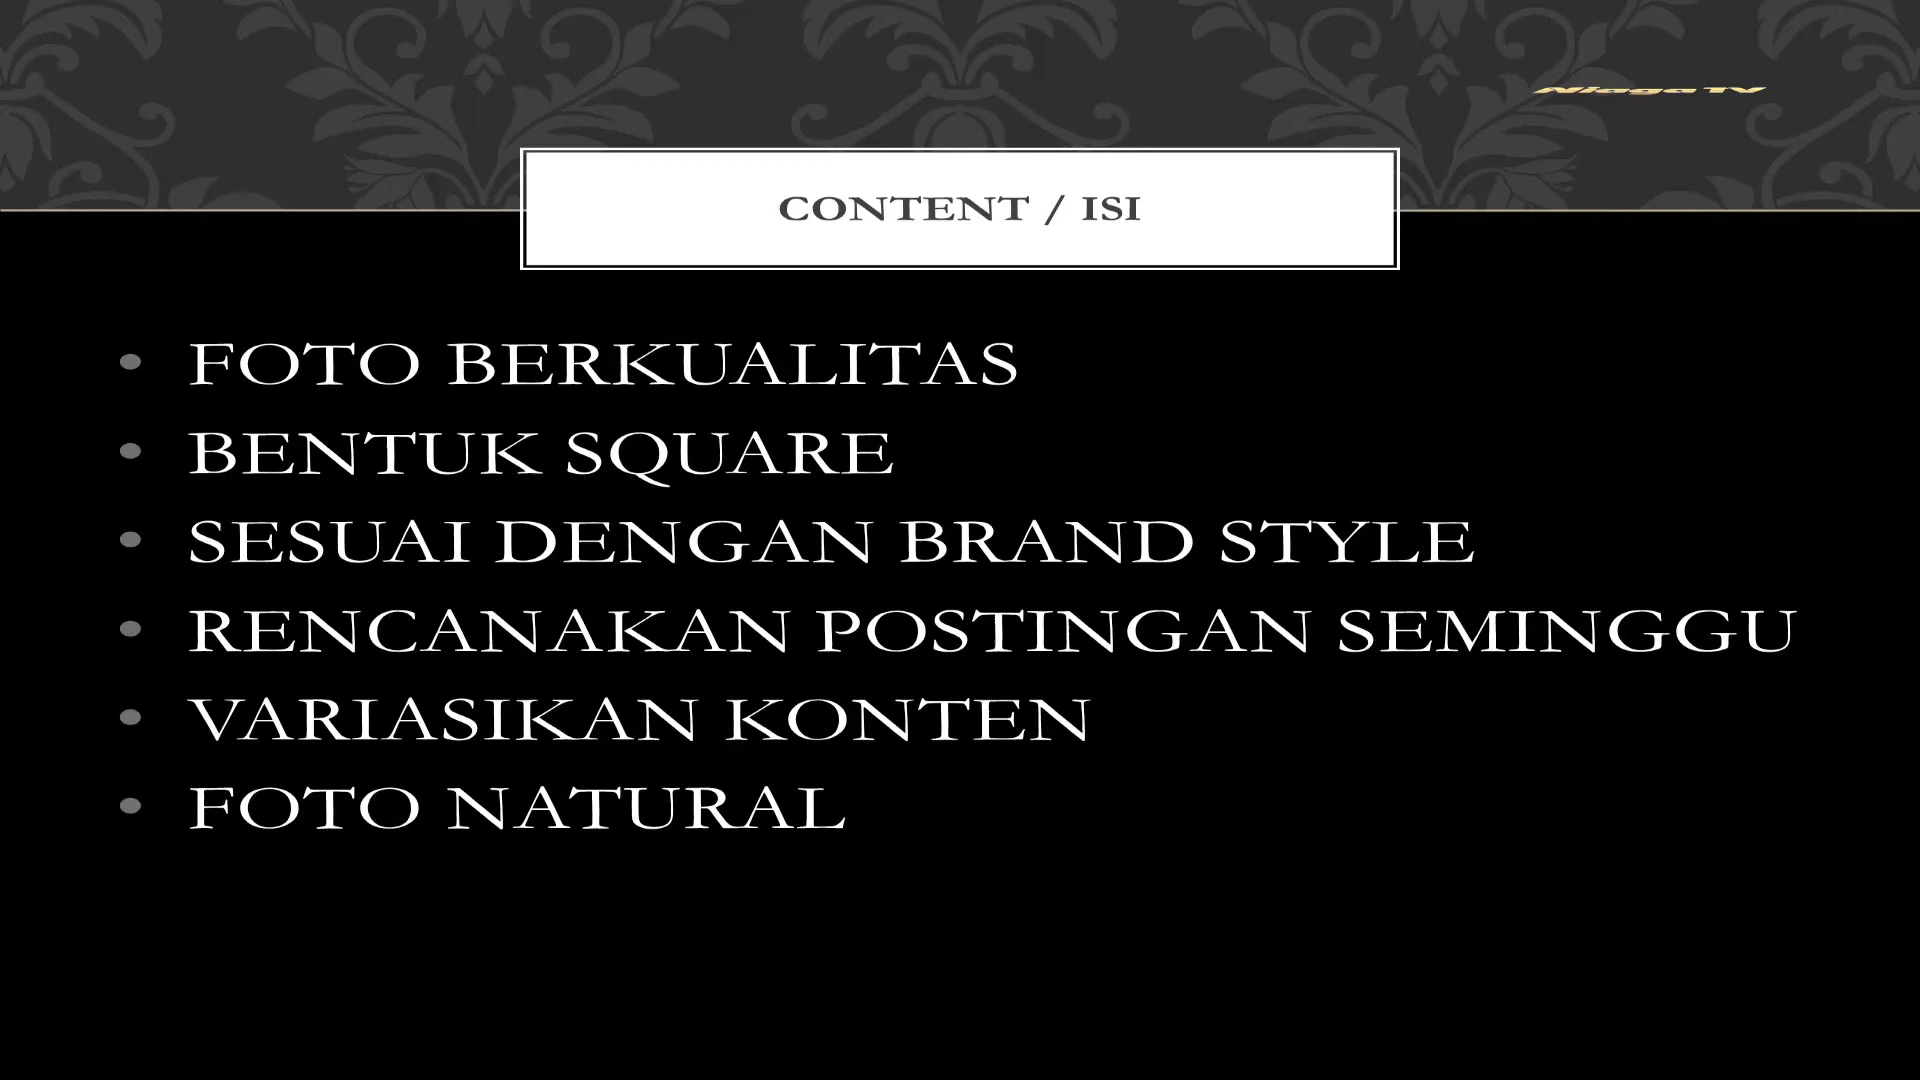 Niaga TV
CONTENT / ISI
FOTO BERKUALITAS
BENTUK SQUARE
SESUAI DENGAN BRAND STYLE
RENCANAKAN POSTINGAN SEMINGGU
VARIASIKAN KONTEN
FOTO NATURAL